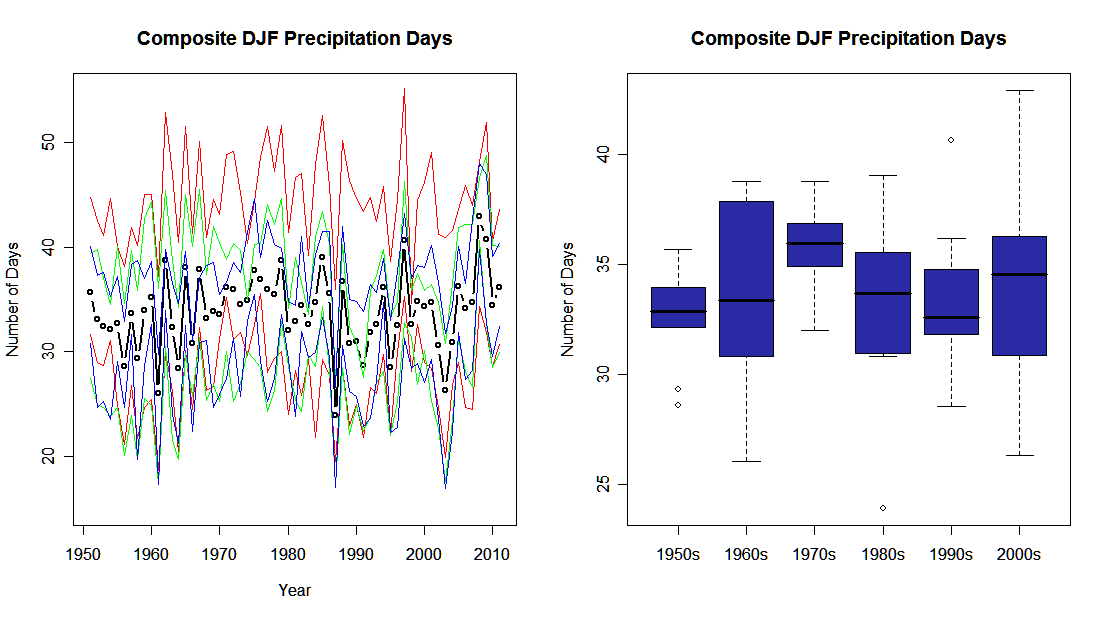 Composite DJF Precipitation Days
Number of Days
50
40
30
20
1950
1960
1970
1980
1990
2000
2010
Year
Composite DJF Precipitation Days
Number of Days
40
35
30
25
1950s
1960s
1970s
1980s
1990s
2000s